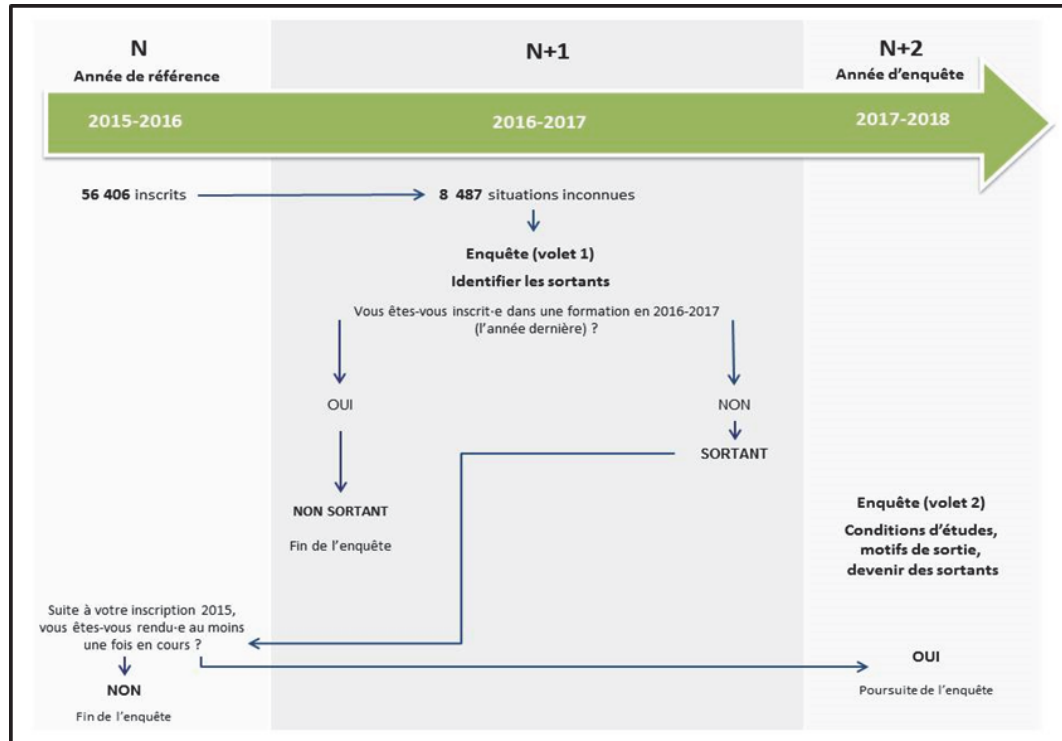 N
Année de référence
N+1
N+2
Année d'enquête
2015-2016
2016-2017
2017-2018
56 406 inscrits
8 487 situations inconnues
Enquête (volet 1)
Identifier les sortants
Vous êtes-vous inscrit·e dans une formation en 2016-2017
(l'année dernière) ?
OUI
NON
SORTANT
NON SORTANT
Fin de l'enquête
Enquête (volet 2)
Conditions d'études,
motifs de sortie,
devenir des sortants
Suite à votre inscription 2015,
vous êtes-vous rendu·e au moins
une fois en cours ?
NON
Fin de l'enquête
OUI
Poursuite de l'enquête